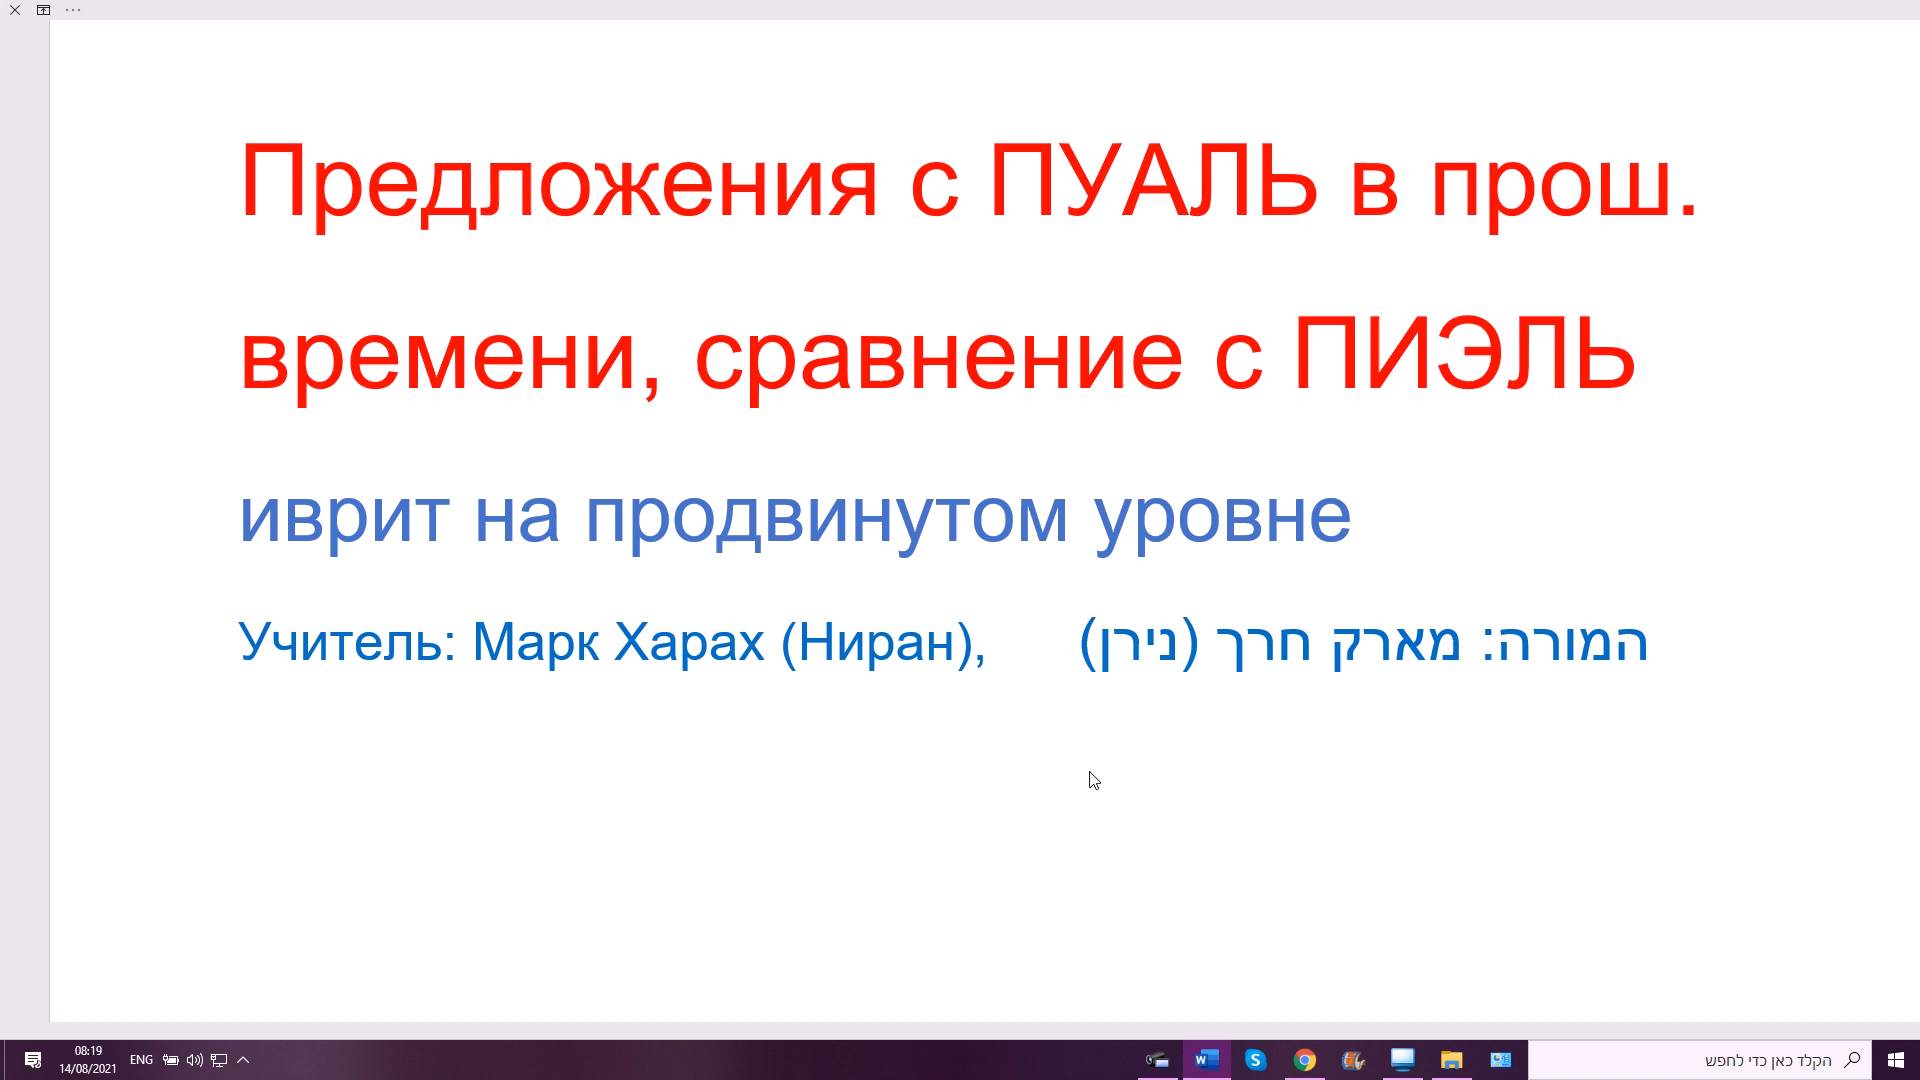 Предложения с ПУАЛЬ в прош.
времени, сравнение с ПИЭЛЬ
иврит на продвинутом уровне
Учитель: Марк Харах (Ниран), המורה: מארק חרך (נירן)
08:19
14/08/2021
ENG
הקלד כאן כדי לחפש